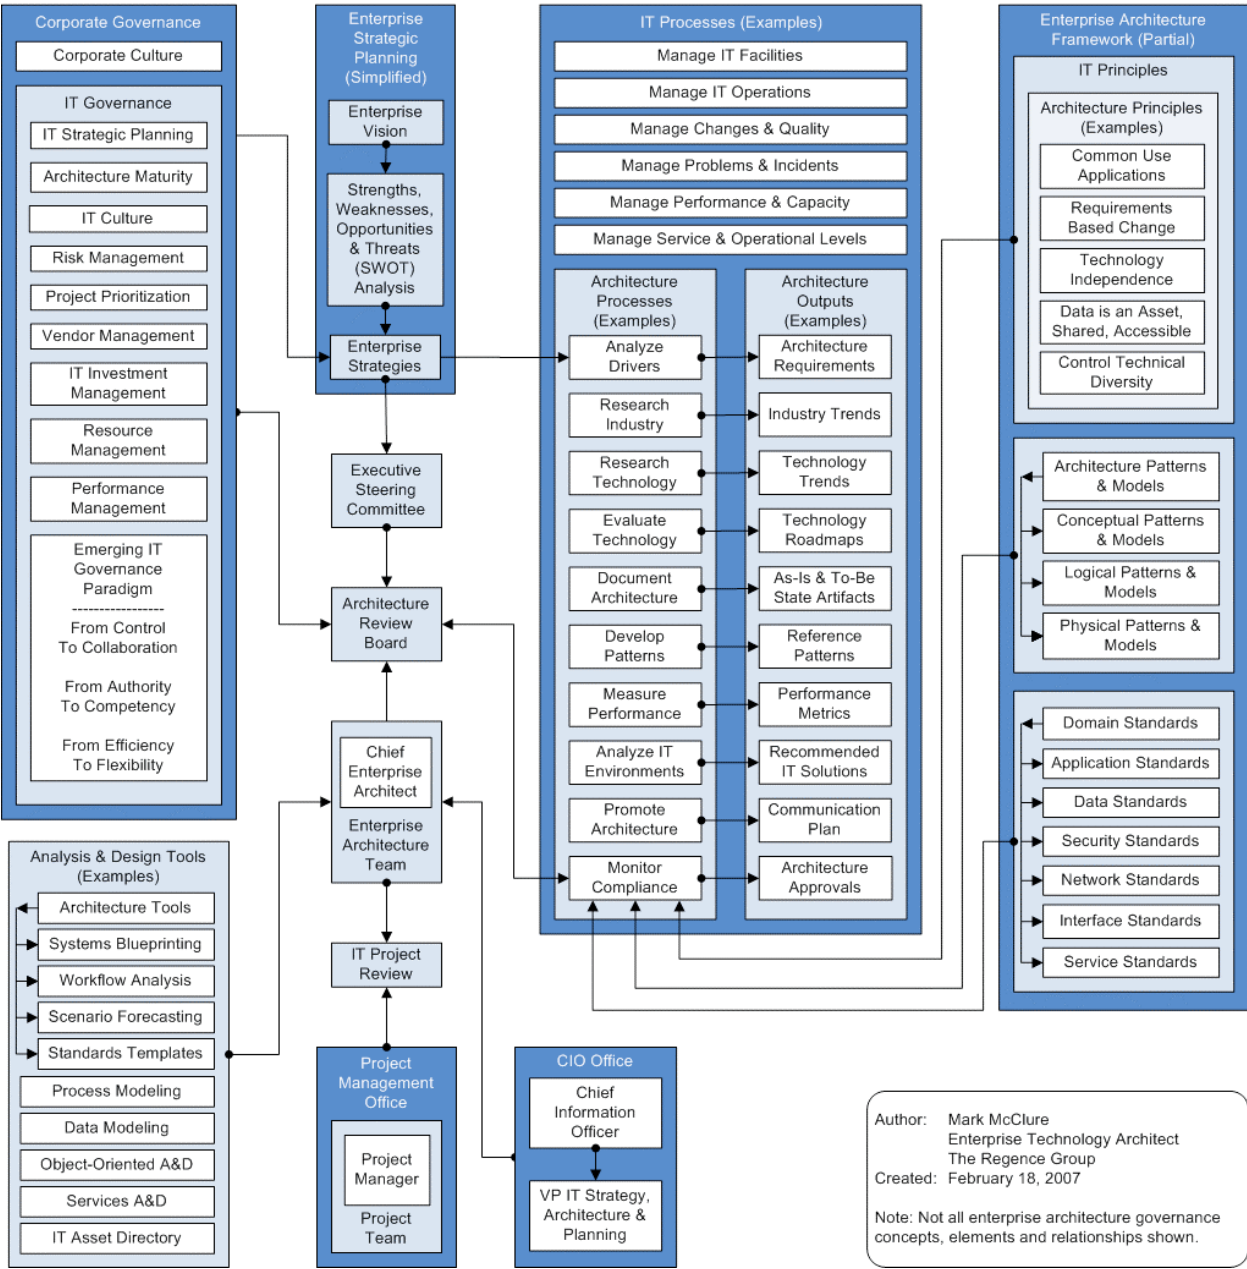 Corporate Governance
Corporate Culture
IT Governance
IT Strategic Planning
Architecture Maturity
IT Culture
Risk Management
Project Prioritization
Vendor Management
IT Investment
Management
Resource
Management
Performance
Management
Emerging IT
Governance
Paradigm
-----------------
From Control
To Collaboration
From Authority
To Competency
From Efficiency
To Flexibility
Analysis & Design Tools
(Examples)
Architecture Tools
Systems Blueprinting
Workflow Analysis
Scenario Forecasting
Standards Templates
Process Modeling
Data Modeling
Object-Oriented A&D
Services A&D
IT Asset Directory
Enterprise
Strategic
Planning
(Simplified)
Enterprise
Vision
Strengths,
Weaknesses,
Opportunities
& Threats
(SWOT)
Analysis
Enterprise
Strategies
Executive
Steering
Committee
Architecture
Review
Board
Chief
Enterprise
Architect
Enterprise
Architecture
Team
IT Project
Review
Project
Management
Office
Project
Manager
Project
Team
CIO Office
Chief
Information
Officer
VP IT Strategy,
Architecture &
Planning
IT Processes (Examples)
Manage IT Facilities
Manage IT Operations
Manage Changes & Quality
Manage Problems & Incidents
Manage Performance & Capacity
Manage Service & Operational Levels
Architecture
Processes
(Examples)
Analyze
Drivers
Research
Industry
Research
Technology
Evaluate
Technology
Document
Architecture
Develop
Patterns
Measure
Performance
Analyze IT
Environments
Promote
Architecture
Monitor
Compliance
Architecture
Outputs
(Examples)
Architecture
Requirements
Industry Trends
Technology
Trends
Technology
Roadmaps
As-Is & To-Be
State Artifacts
Reference
Patterns
Performance
Metrics
Recommended
IT Solutions
Communication
Plan
Architecture
Approvals
Enterprise Architecture
Framework (Partial)
IT Principles
Architecture Principles
(Examples)
Common Use
Applications
Requirements
Based Change
Technology
Independence
Data is an Asset,
Shared, Accessible
Control Technical
Diversity
Architecture Patterns
& Models
Conceptual Patterns
& Models
Logical Patterns &
Models
Physical Patterns &
Models
Domain Standards
Application Standards
Data Standards
Security Standards
Network Standards
Interface Standards
Service Standards
Author: Mark McClure
Enterprise Technology Architect
The Regence Group
Created: February 18, 2007
Note: Not all enterprise architecture governance
concepts, elements and relationships shown.